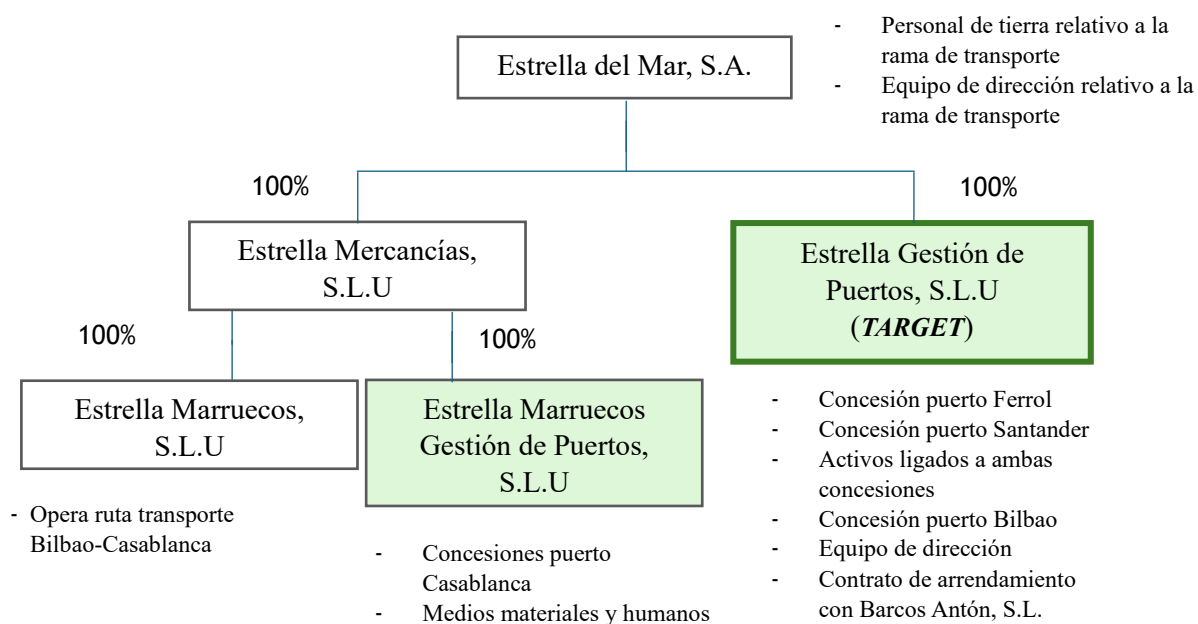 Estrella del Mar, S.A.
- Personal de tierra relativo a la
rama de transporte
- Equipo de dirección relativo a la
rama de transporte
100%
100%
Estrella Mercancías,
S.L.U
Estrella Gestión de
Puertos, S.L.U
(TARGET)
100%
100%
Estrella Marruecos,
S.L.U
Estrella Marruecos
Gestión de Puertos,
S.L.U
- Opera ruta transporte
Bilbao-Casablanca
- Concesiones puerto
Casablanca
- Medios materiales y humanos
- Concesión puerto Ferrol
- Concesión puerto Santander
- Activos ligados a ambas
concesiones
- Concesión puerto Bilbao
- Equipo de dirección
- Contrato de arrendamiento
con Barcos Antón, S.L.